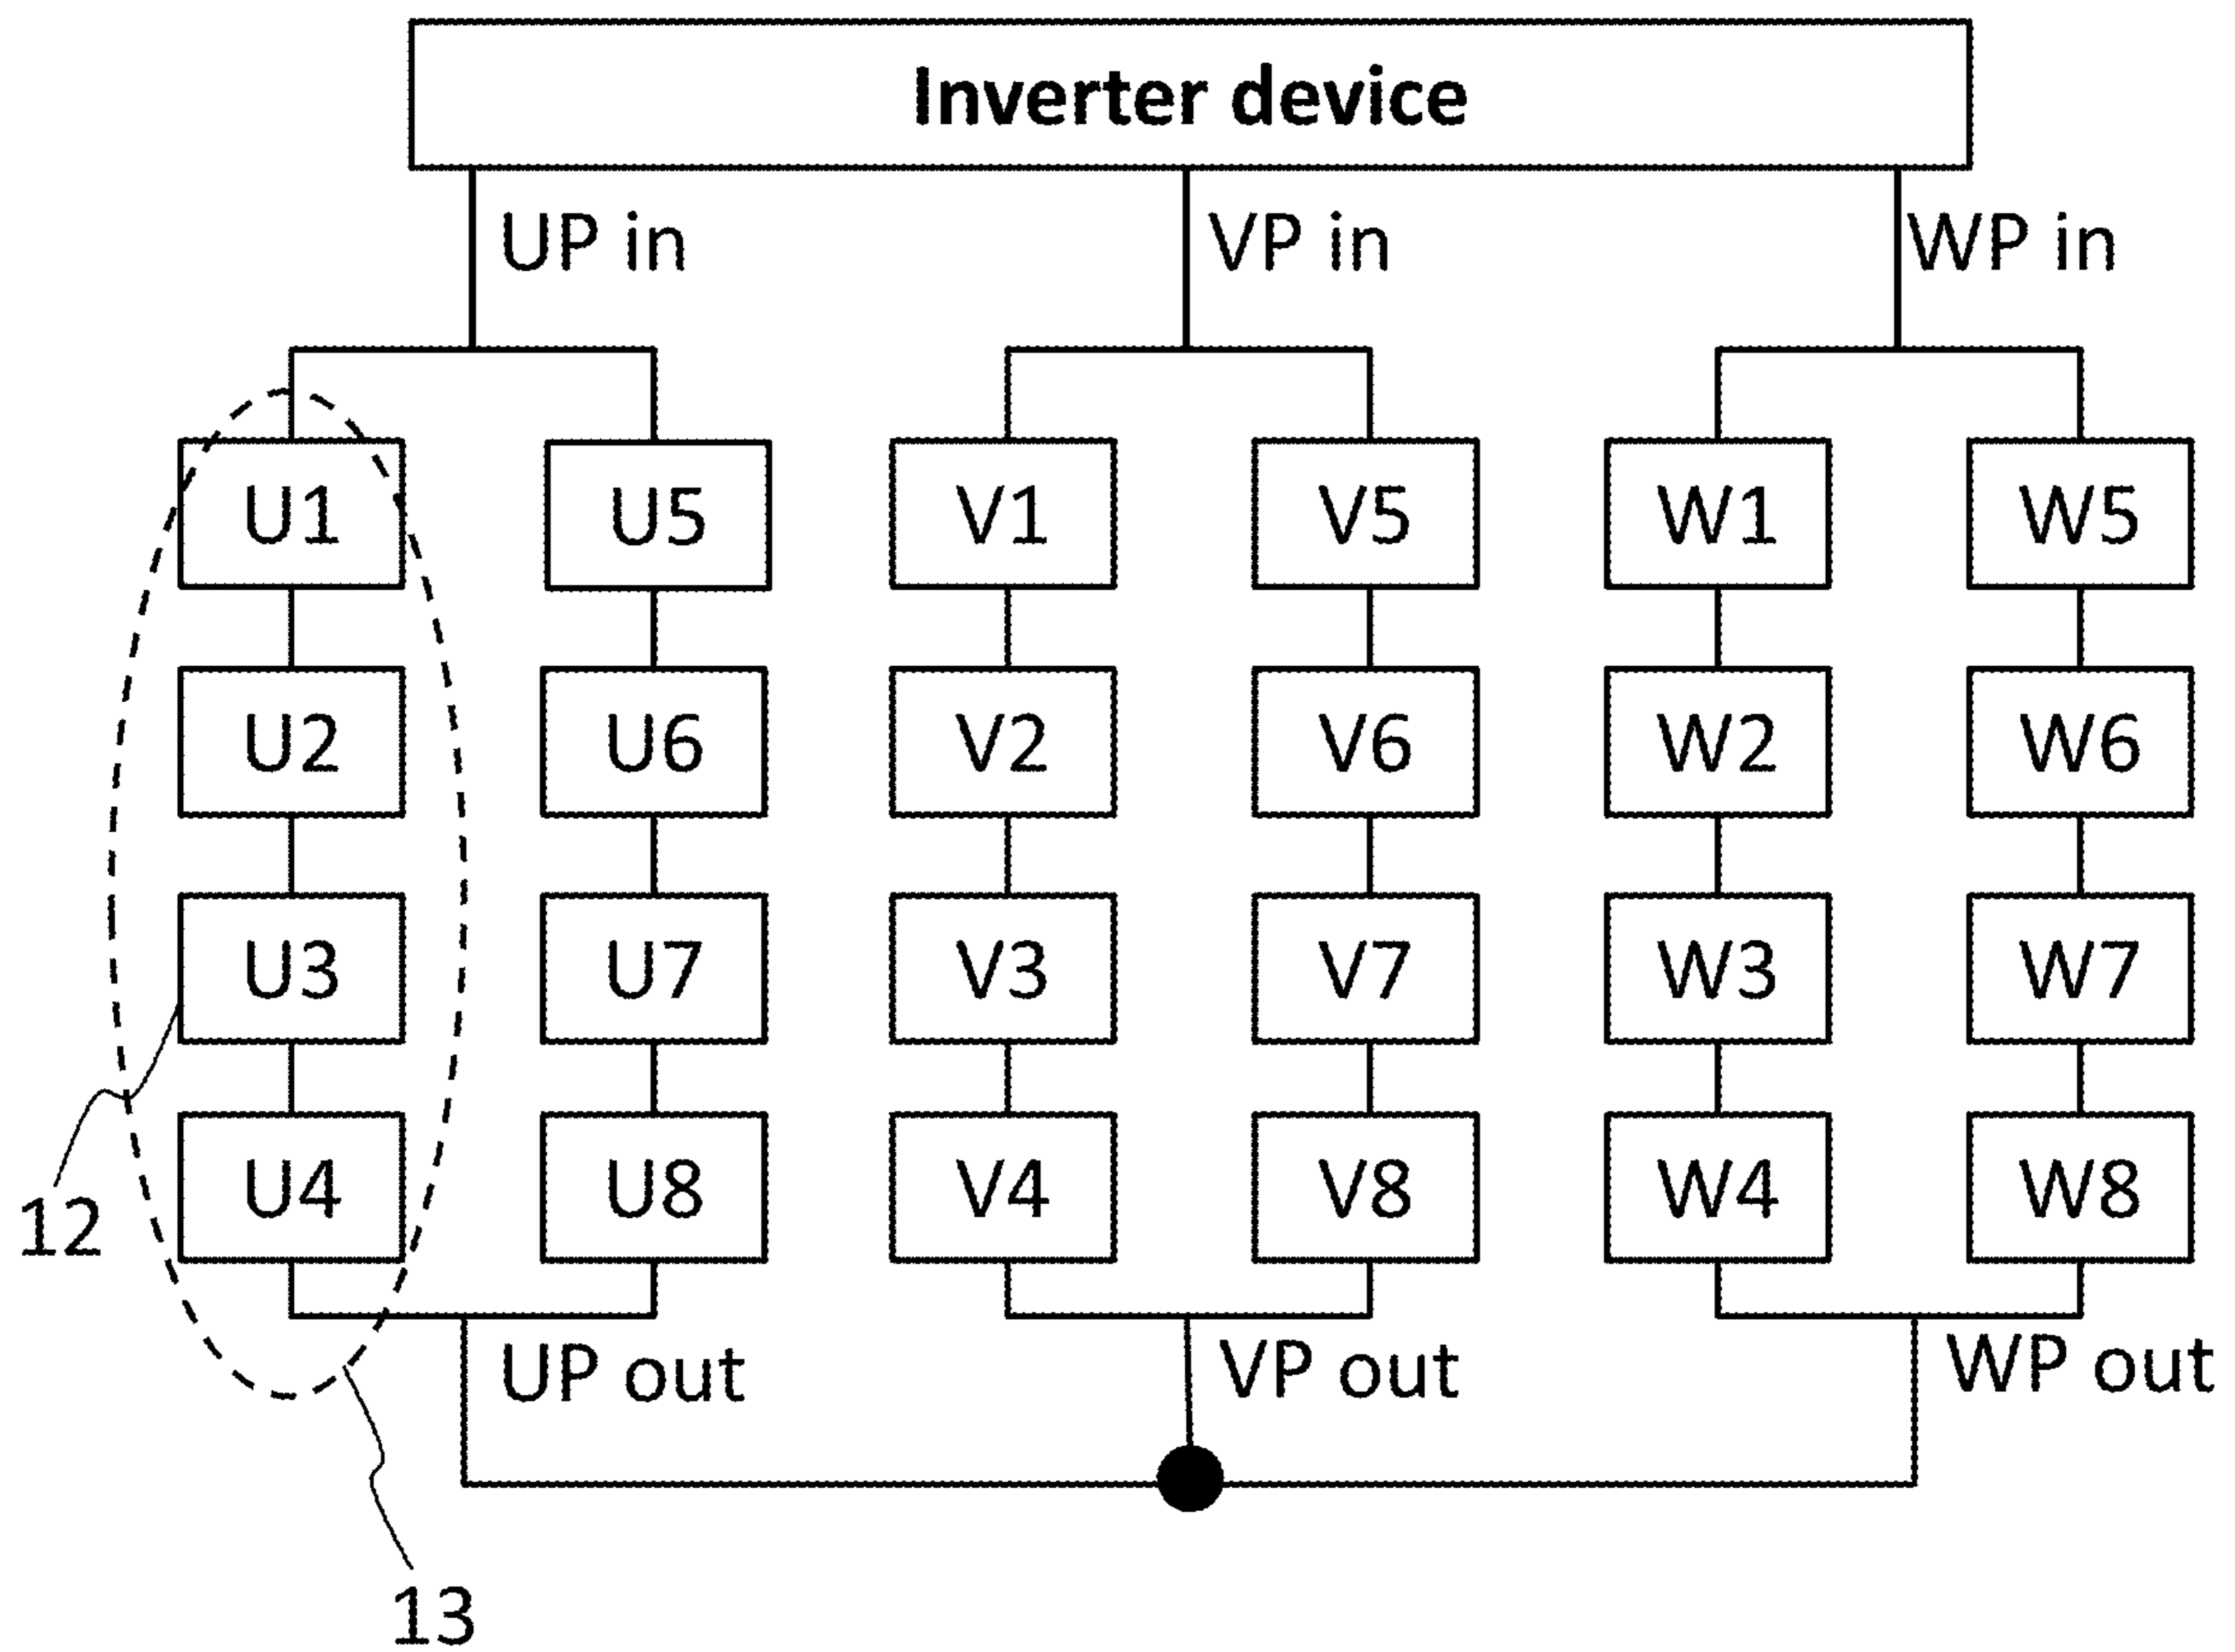 Inverter device
UP in
VP in
WP in
U1
U5
V1
V5
W1
W5
U2
U6
V2
V6
W2
W6
U3
U7
V3
V7
W3
W7
U4
U8
V4
V8
W4
W8
12
UP out
VP out
WP out
13